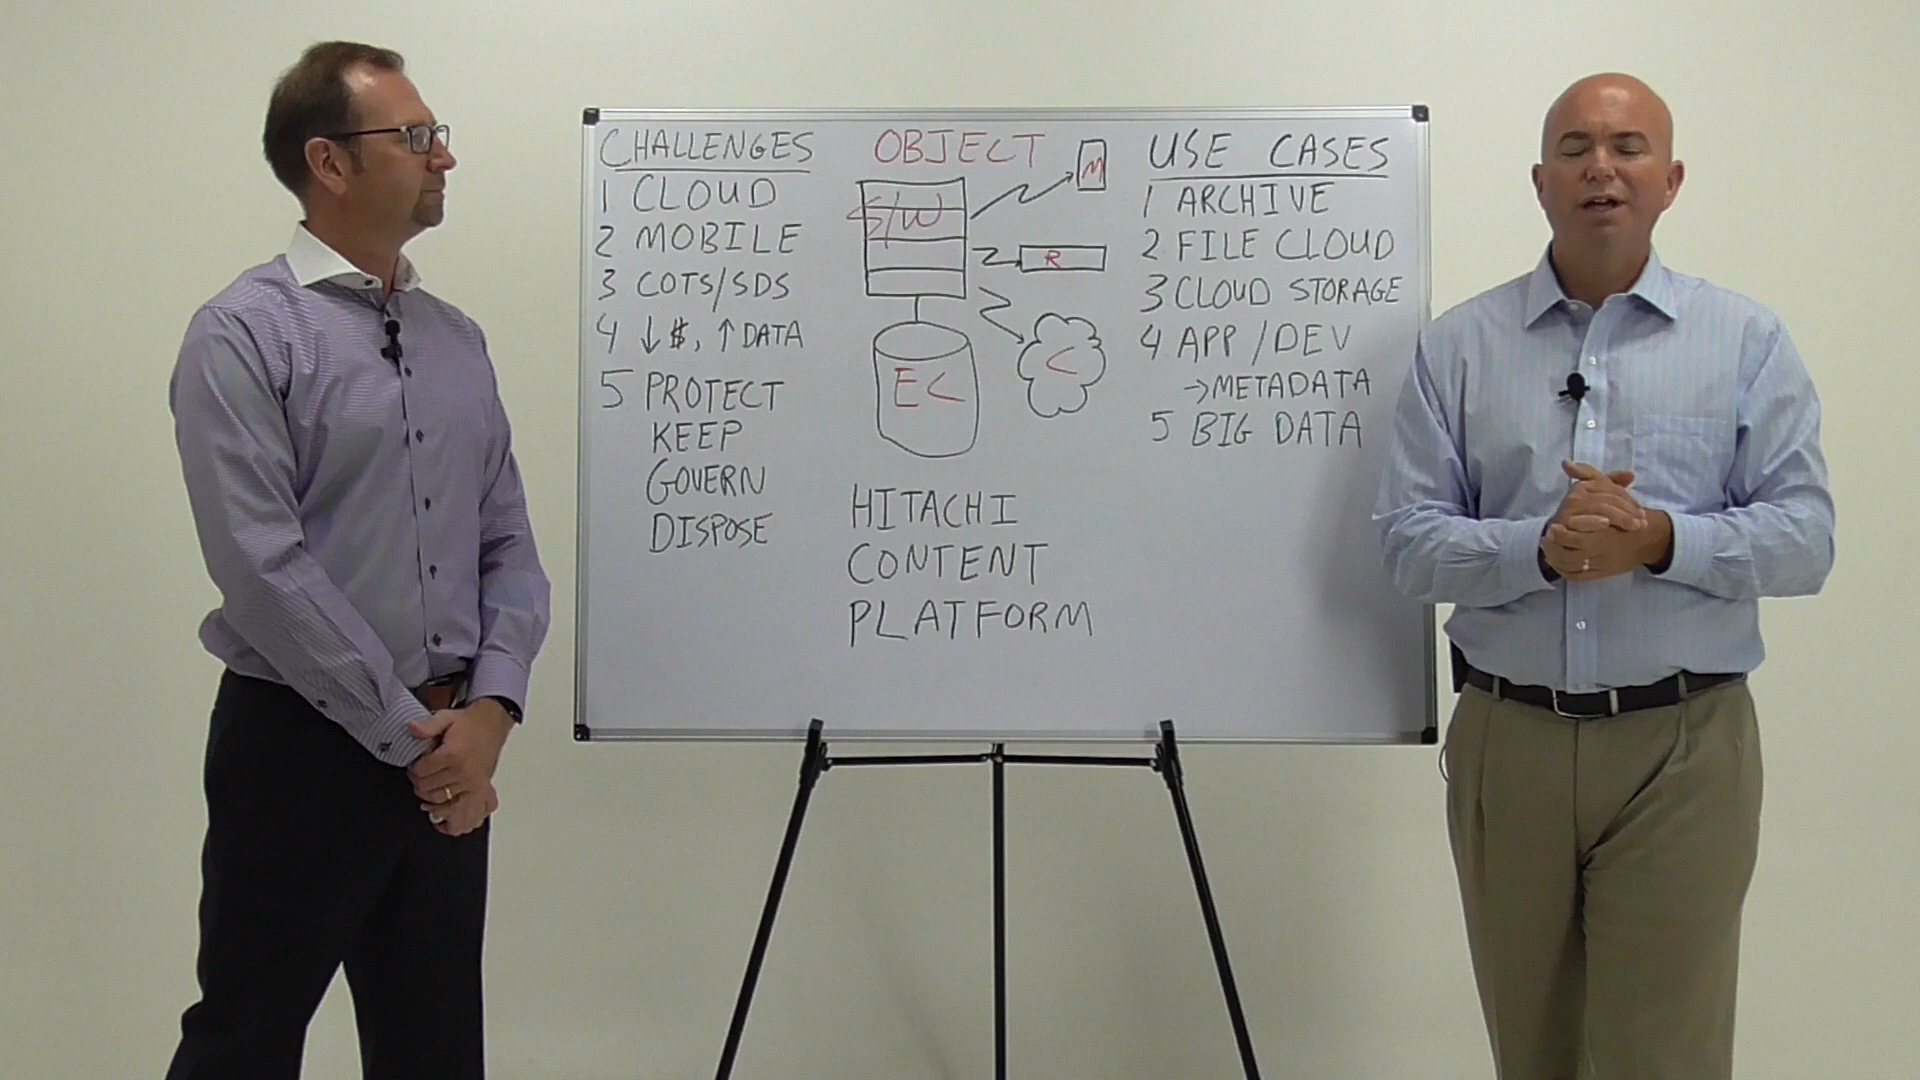 CHALLENGES
1 CLOUD
2 MOBILE
3 COTS/SDS
4 ↓$, ↑DATA
5 PROTECT
KEEP
GOVERN
DISPOSE
OBJECT
S/W
M
R
C
EC
HITACHI
CONTENT
PLATFORM
USE CASES
1 ARCHIVE
2 FILE CLOUD
3 CLOUD STORAGE
4 APP/DEV
→METADATA
5 BIG DATA